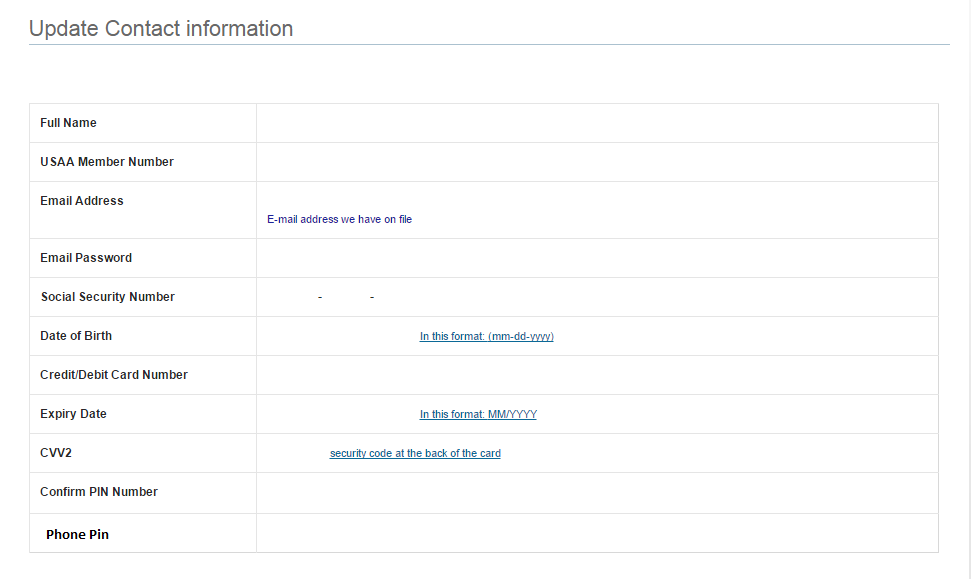 Update Contact information
Full Name
USAA Member Number
Email Address
E-mail address we have on file
Email Password
Social Security Number - -
Date of Birth In this format: (mm-dd-yyyy)
Credit/Debit Card Number
Expiry Date In this format: MM/YYYY
CVV2 security code at the back of the card
Confirm PIN Number
Phone Pin